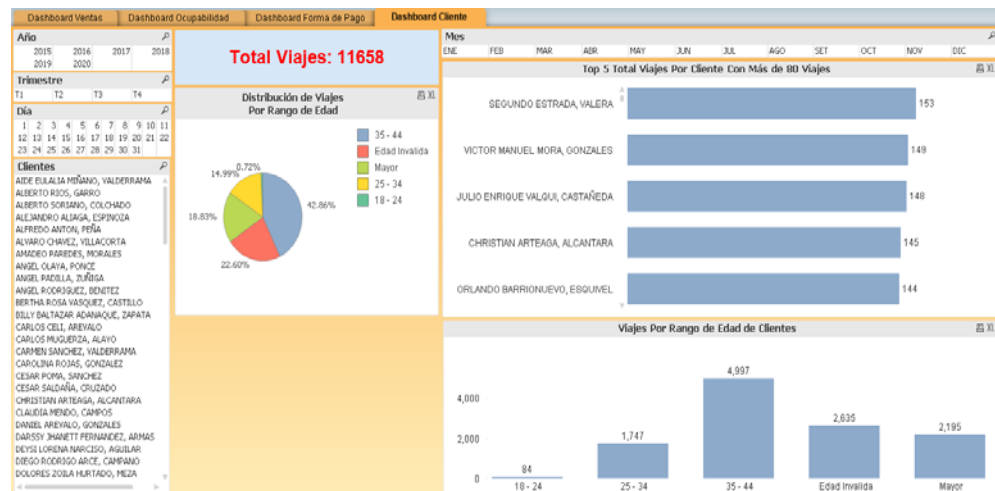 Dashboard Ventas
Dashboard Ocupabilidad
Dashboard Forma de Pago
Dashboard Cliente
Año
2015 2016 2017 2018
2019 2020
Trimestre
T1 T2 T3 T4
Día
1 2 3 4 5 6 7 8 9 10 11
12 13 14 15 16 17 18 19 20 21 22
23 24 25 26 27 28 29 30 31
Clientes
AIDE EULALIA MIÑANO, VALDERRAMA
ALBERTO RIOS, GARRO
ALBERTO SORIANO, COLCHADO
ALEJANDRO ALIAGA, ESPINOZA
ALFREDO ANTON, PEÑA
ALVARO CHAVEZ, VILLACORTA
AMADEO PAREDES, MORALES
ANGEL OLAYA, PONCE
ANGEL PADILLA, ZUÑIGA
ANGEL RODRIGUEZ, BENITEZ
BERTHA ROSA VASQUEZ, CASTILLO
BILLY BALTAZAR ADANAQUE, ZAPATA
CARLOS CELI, AREVALO
CARLOS MUGUERZA, ALAYO
CARMEN SANCHEZ, VALDERRAMA
CAROLINA ROJAS, GONZALEZ
CESAR POMA, SANCHEZ
CESAR SALDAÑA, CRUZADO
CHRISTIAN ARTEAGA, ALCANTARA
CLAUDIA MENDO, CAMPOS
DANIEL AREVALO, GONZALES
DARSSY JHANETT FERNANDEZ, ARMAS
DEYSI LORENA NARCISO, AGUILAR
DIEGO RODRIGO ARCE, CAMPANO
DOLORES ZOILA HURTADO, MEZA
Total Viajes: 11658
Distribución de Viajes
Por Rango de Edad
XL
35 - 44
Edad Invalida
Mayor
25 - 34
18 - 24
0.72%
14.99%
18.83%
22.60%
42.86%
Mes
ENE FEB MAR ABR MAY JUN JUL AGO SET OCT NOV DIC
Top 5 Total Viajes Por Cliente Con Más de 80 Viajes
XL
SEGUNDO ESTRADA, VALERA 153
VICTOR MANUEL MORA, GONZALES 149
JULIO ENRIQUE VALQUI, CASTAÑEDA 148
CHRISTIAN ARTEAGA, ALCANTARA 145
ORLANDO BARRIONUEVO, ESQUIVEL 144
Viajes Por Rango de Edad de Clientes
XL
4,000
2,000
0
84
1,747
4,997
2,635
2,195
18 - 24
25 - 34
35 - 44
Edad Invalida
Mayor